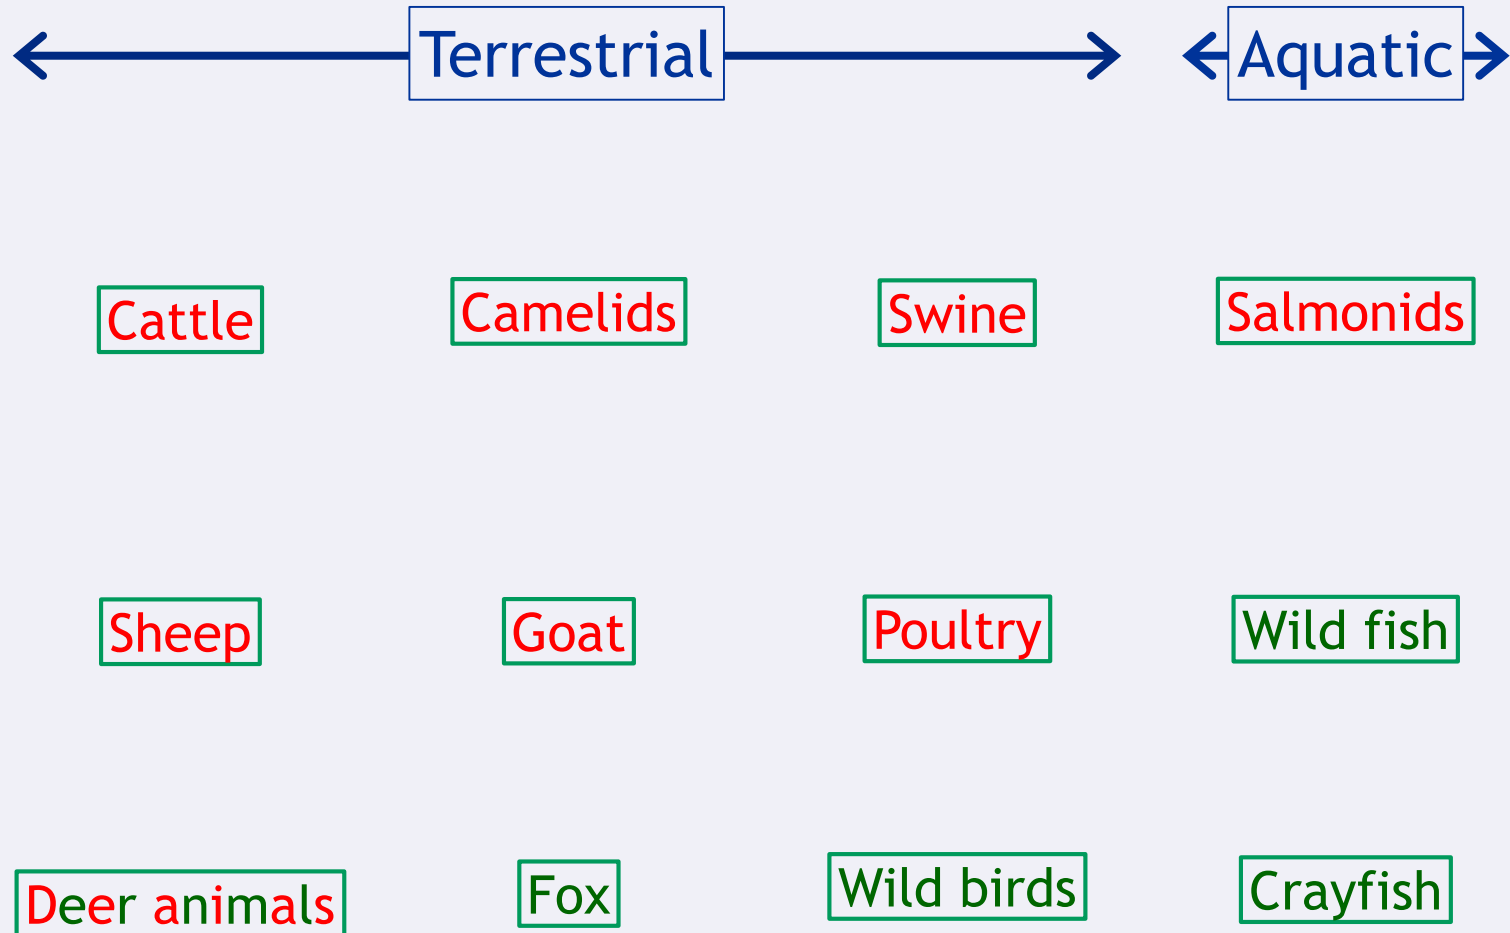 Terrestrial
Aquatic
Cattle
Camelids
Swine
Salmonids
Sheep
Goat
Poultry
Wild fish
Deer animals
Fox
Wild birds
Crayfish